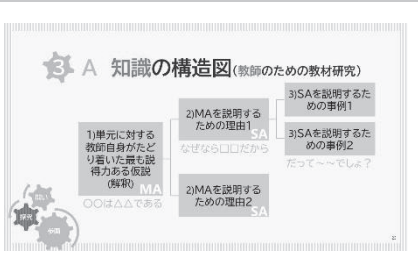 3 A 知識の構造図(教師のための教材研究)
1)単元に対する
教師自身がたど
り着いた最も説
得力ある仮説
(解釈)
MA
○○は△△である
2)MAを説明する
ための理由1
SA
なぜなら□□だから
2)MAを説明する
ための理由2
SA
3)SAを説明するた
めの事例1
3)SAを説明するた
めの事例2
だって~~でしょ?
探究